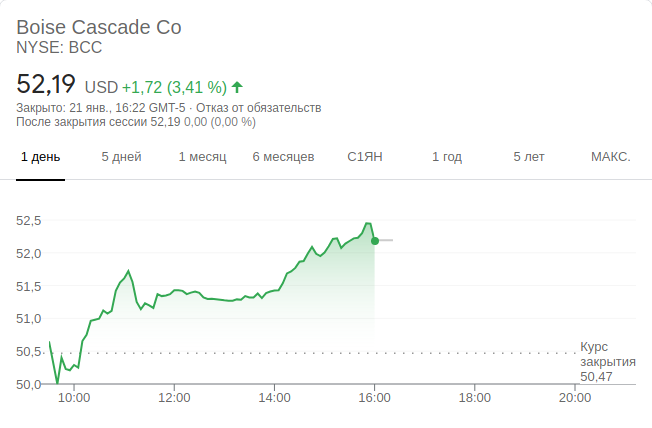 Boise Cascade Co
NYSE: BCC
52,19 USD +1,72 (3,41 %)
Закрыто: 21 янв., 16:22 GMT-5 · Отказ от обязательств
После закрытия сессии 52,19 0,00 (0,00 %)
1 день 5 дней 1 месяц 6 месяцев С1ЯН 1 год 5 лет МАКС.
52,5
52,0
51,5
51,0
50,5
Курс
закрытия
50,47
50,0
10:00 12:00 14:00 16:00 18:00 20:00